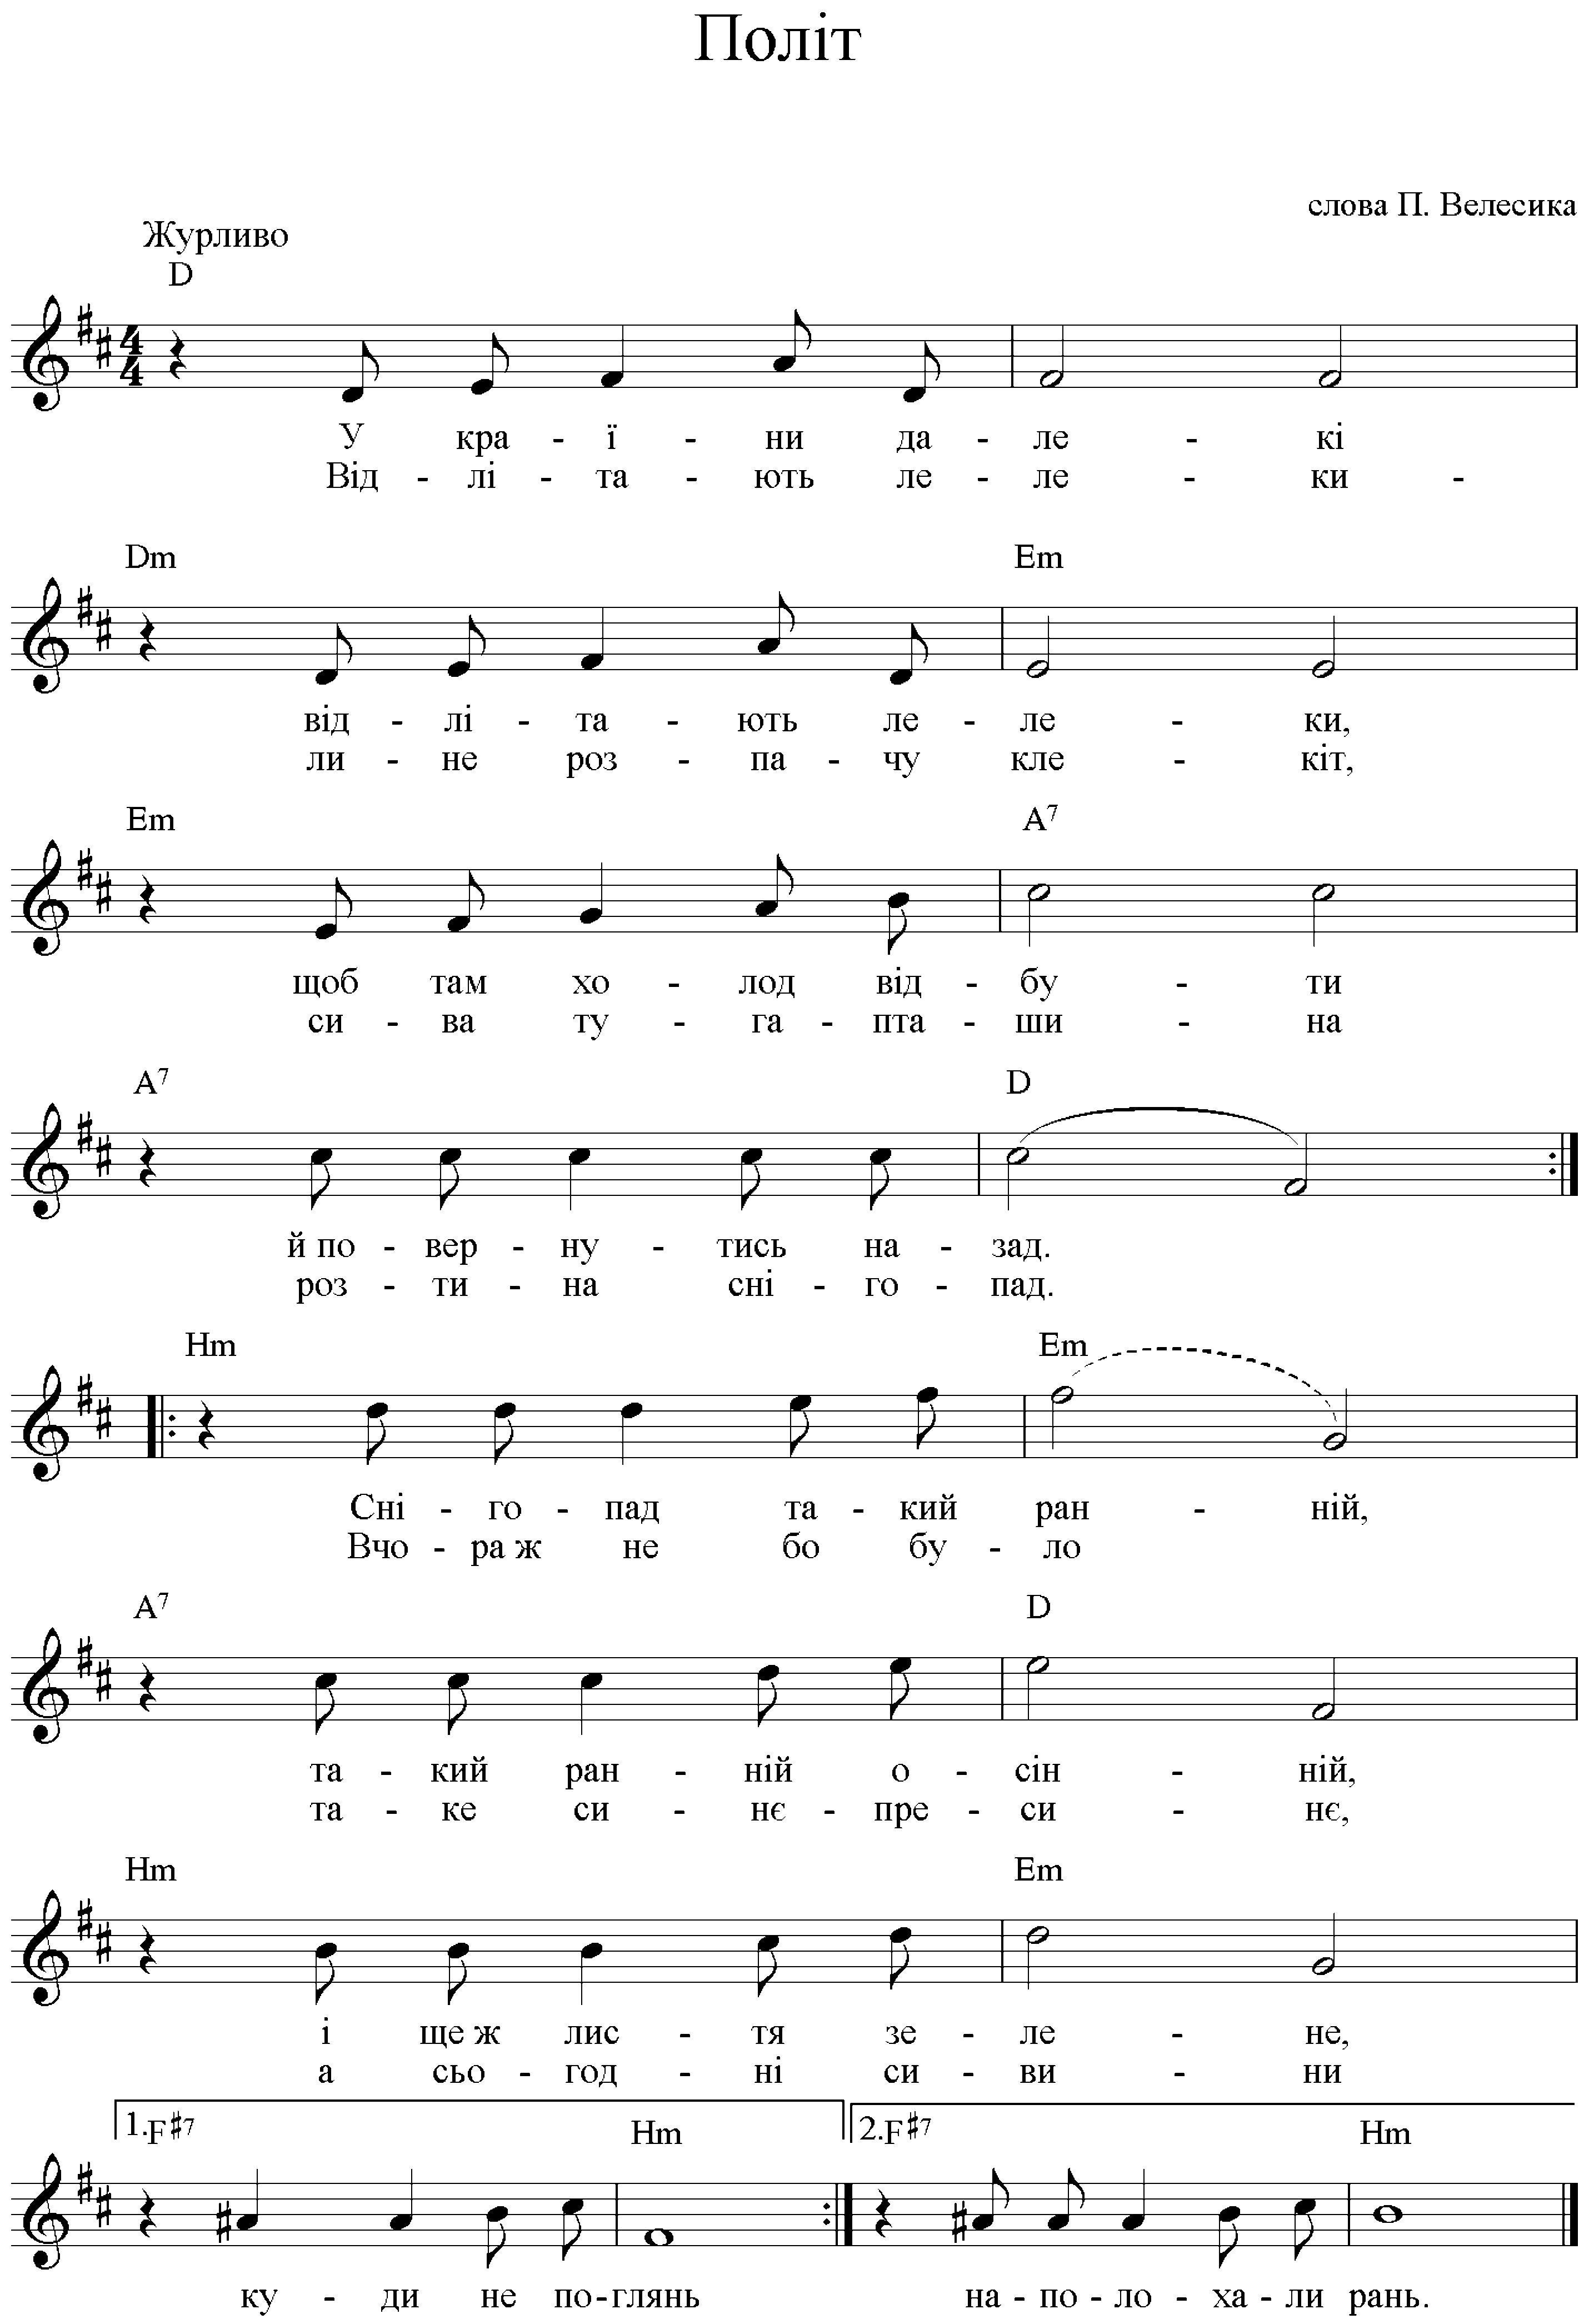 Політ
слова П. Велесика
Журливо
D
4
4
У кра - ї - ни да - ле - кі
Від - лі - та - ють ле - ле - ки -
Dm Em
від - лі - та - ють ле - ле - ки,
ли - не роз - па - чу кле - кіт,
Em A7
щоб там хо - лод від - бу - ти
си - ва ту - га - пта - ши - на
A7 D
й по - вер - ну - тись на - зад.
роз - ти - на сні - го - пад.
Hm Em
Сні - го - пад та - кий ран - ній,
Вчо - ра ж не бо бу - ло
A7 D
та - кий ран - ній о - сін - ній,
та - ке си - нє - пре - си - нє,
Hm Em
і ще ж лис - тя зе - ле - не,
а сьо - год - ні си - ви - ни
1. F#7 Hm 2. F#7 Hm
ку - ди не по - глянь на - по - ло - ха - ли рань.